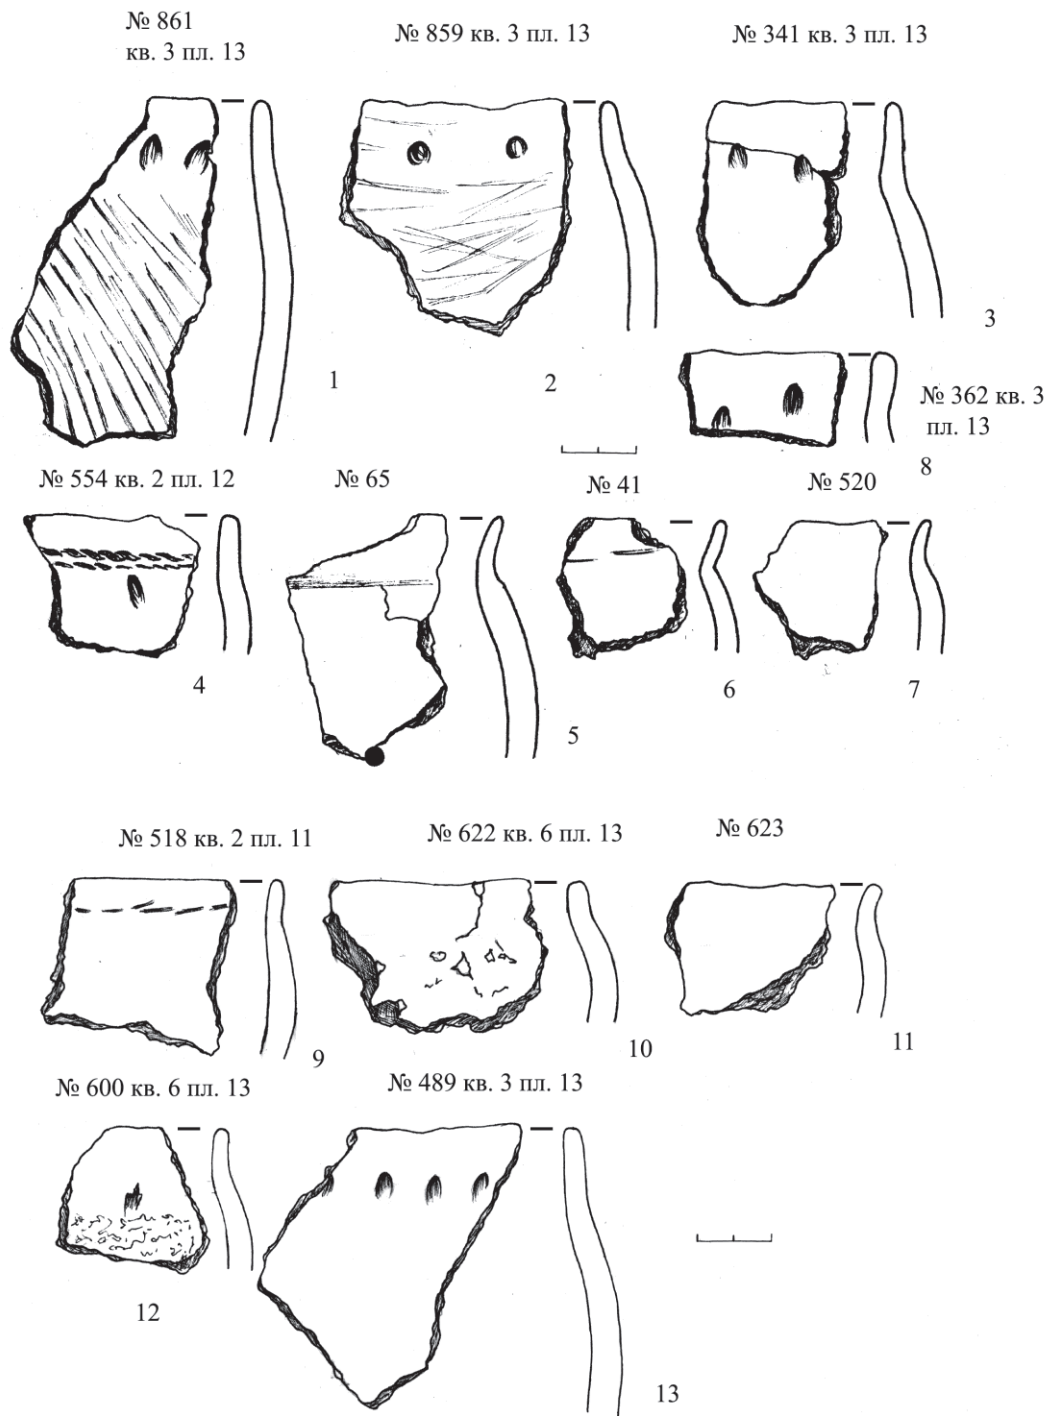 № 861
кв. 3 пл. 13
№ 859 кв. 3 пл. 13
№ 341 кв. 3 пл. 13
1
2
3
№ 362 кв. 3
пл. 13
8
№ 554 кв. 2 пл. 12
№ 65
№ 41
№ 520
4
5
6
7
№ 518 кв. 2 пл. 11
№ 622 кв. 6 пл. 13
№ 623
9
10
11
№ 600 кв. 6 пл. 13
№ 489 кв. 3 пл. 13
12
13